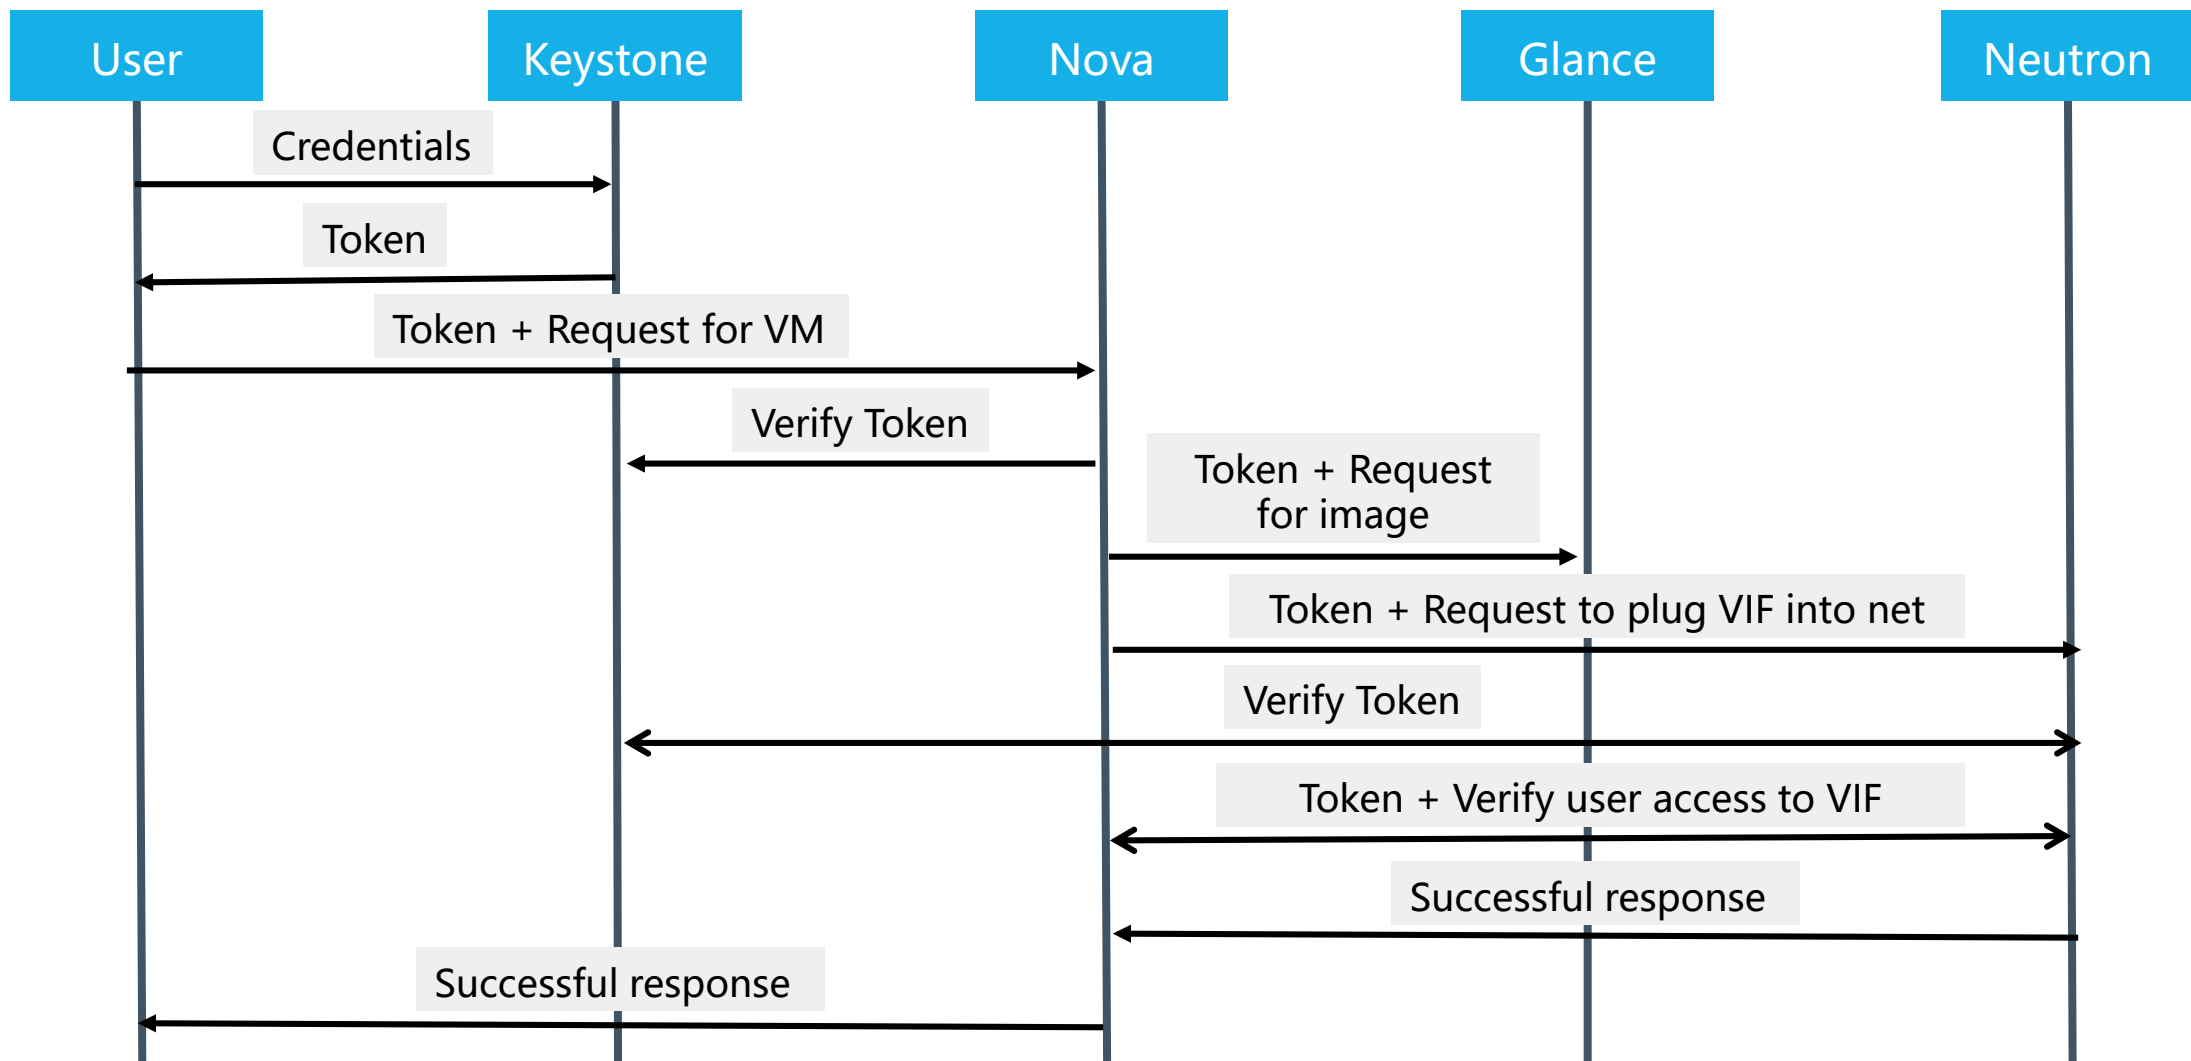 User
Keystone
Nova
Glance
Neutron
Credentials
Token
Token + Request for VM
Verify Token
Token + Request
for image
Token + Request to plug VIF into net
Verify Token
Token + Verify user access to VIF
Successful response
Successful response